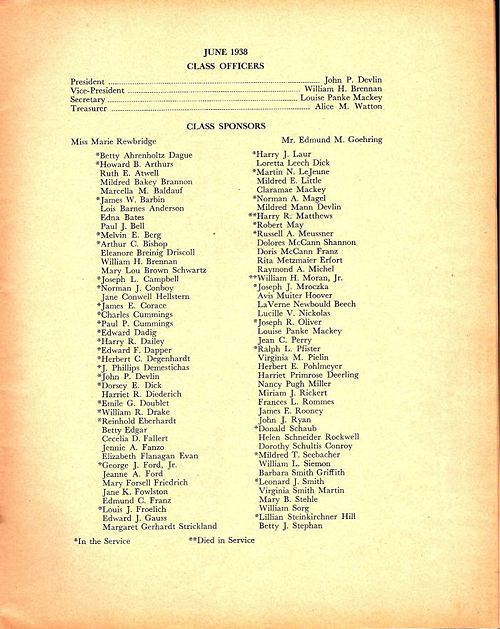 JUNE 1938
CLASS OFFICERS
President ........ John P. Devlin
Vice-President ........ William H. Brennan
Secretary ........ Louise Panke Mackey
Treasurer ........ Alice M. Watton
CLASS SPONSORS
Miss Marie Rewbridge
Mr. Edmund M. Goehring
*Betty Ahrenholtz Dague
*Howard B. Arthurs
Ruth E. Atwell
Mildred Bakey Brannon
Marcella M. Baldauf
*James W. Barbin
Lois Barnes Anderson
Edna Bates
Paul J. Bell
*Melvin E. Berg
*Arthur C. Bishop
Eleanore Breinig Driscoll
William H. Brennan
Mary Lou Brown Schwartz
*Joseph L. Campbell
*Norman J. Conboy
Jane Conwell Hellstern
*James E. Corace
*Charles Cummings
*Paul P. Cummings
*Edward Dadig
*Harry R. Dailey
*Edward F. Dapper
*Herbert C. Degenhardt
*J. Phillips Demestichas
*John P. Devlin
*Dorsey E. Dick
Harriet R. Diederich
*Emile G. Doublet
*William R. Drake
*Reinhold Eberhardt
Betty Edgar
Cecelia D. Fallert
Jennie A. Fanzo
Elizabeth Flanagan Evan
*George J. Ford, Jr.
Jeanne A. Ford
Mary Forsell Friedrich
Jane K. Fowlston
Edmund C. Franz
*Louis J. Froelich
Edward J. Gauss
Margaret Gerhardt Strickland
*Harry J. Laur
Loretta Leech Dick
*Martin N. LeJeune
Mildred E. Little
Claramae Mackey
*Norman A. Magel
Mildred Mann Devlin
**Harry R. Matthews
*Robert May
*Russell A. Meussner
Dolores McCann Shannon
Doris McCann Franz
Rita Metzmaier Erfort
Raymond A. Michel
**William H. Moran, Jr.
*Joseph J. Mroczka
Avis Muiter Hoover
LaVerne Newbould Beech
Lucille V. Nickolas
*Joseph R. Oliver
Louise Panke Mackey
Jean C. Perry
*Ralph L. Pfister
Virginia M. Pielin
Herbert E. Pohlmeyer
Harriet Primrose Deerling
Nancy Pugh Miller
Miriam J. Rickert
Frances L. Rommes
James E. Rooney
John J. Ryan
*Donald Schaub
Helen Schneider Rockwell
Dorothy Schultis Conroy
*Mildred T. Seebacher
William L. Siemon
Barbara Smith Griffith
*Leonard J. Smith
Virginia Smith Martin
Mary B. Stehle
William Sorg
*Lillian Steinkirchner Hill
Betty J. Stephan
*In the Service
**Died in Service